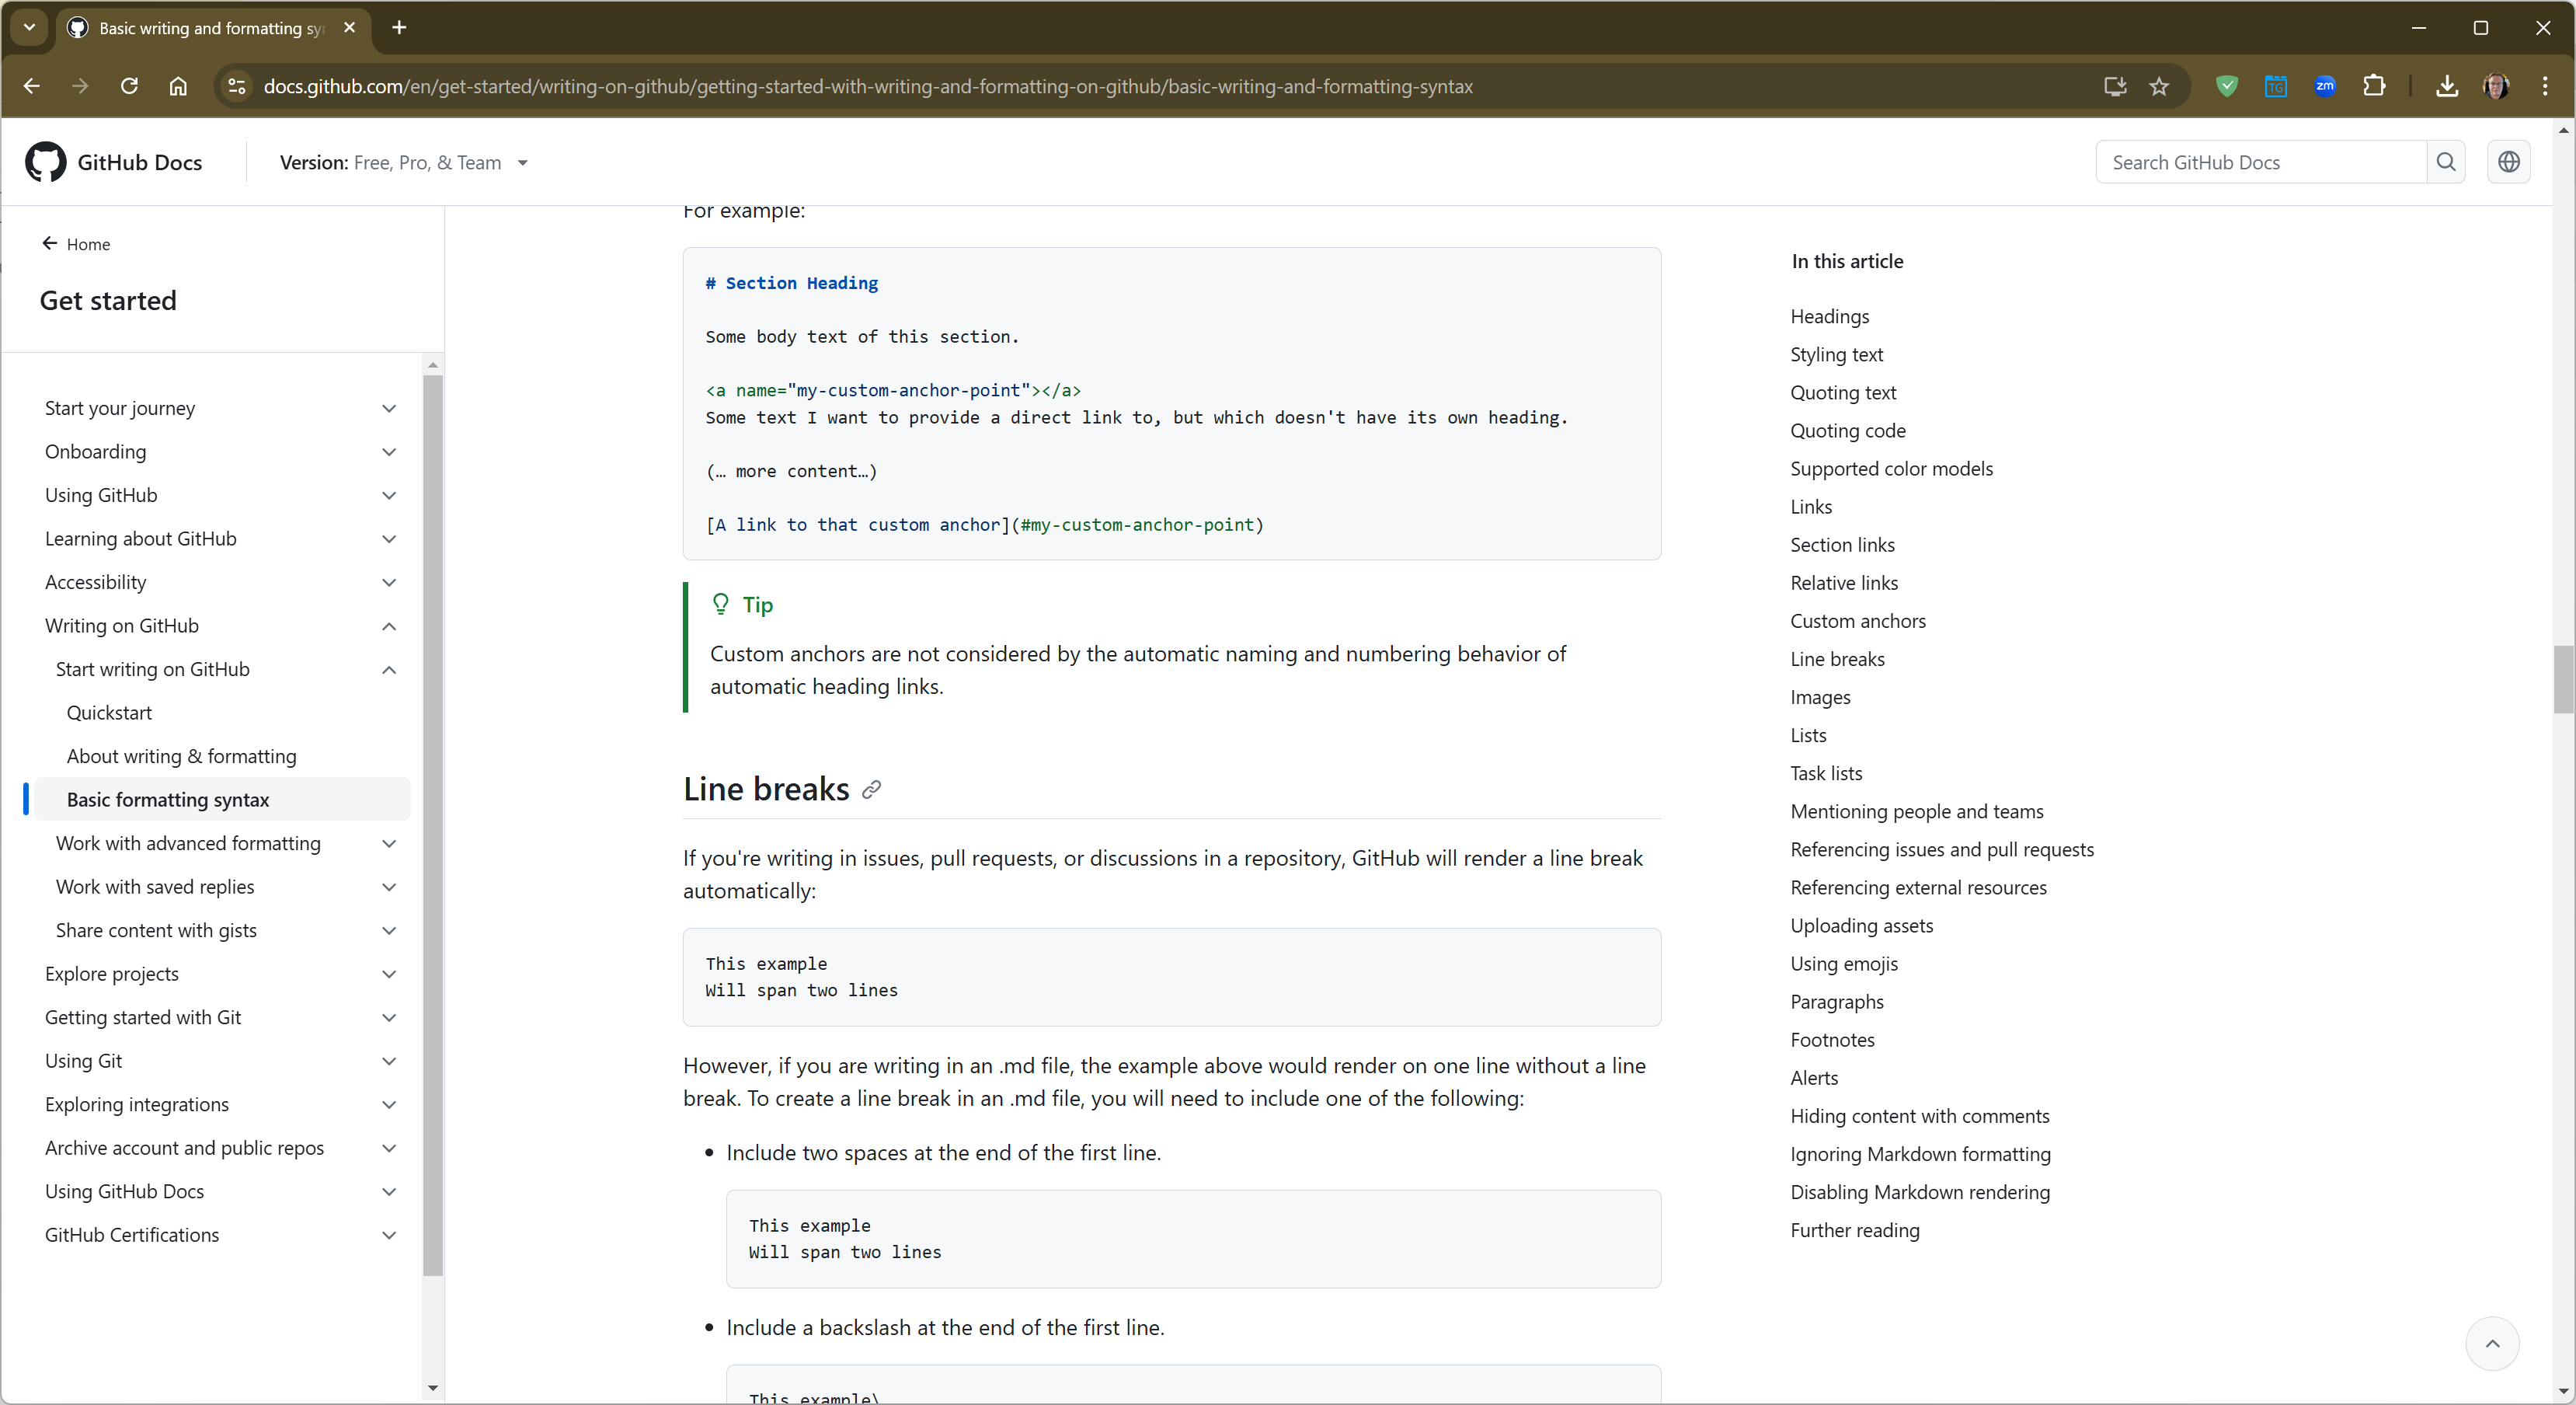 Basic writing and formatting sy
docs.github.com/en/get-started/writing-on-github/getting-started-with-writing-and-formatting-on-github/basic-writing-and-formatting-syntax
TG
zm
GitHub Docs
Version: Free, Pro, & Team
Search GitHub Docs
Home
Get started
Start your journey
Onboarding
Using GitHub
Learning about GitHub
Accessibility
Writing on GitHub
Start writing on GitHub
Quickstart
About writing & formatting
Basic formatting syntax
Work with advanced formatting
Work with saved replies
Share content with gists
Explore projects
Getting started with Git
Using Git
Exploring integrations
Archive account and public repos
Using GitHub Docs
GitHub Certifications
For example:
# Section Heading
Some body text of this section.
<a name="my-custom-anchor-point"></a>
Some text I want to provide a direct link to, but which doesn't have its own heading.
(… more content…)
[A link to that custom anchor](#my-custom-anchor-point)
Tip
Custom anchors are not considered by the automatic naming and numbering behavior of
automatic heading links.
Line breaks
If you're writing in issues, pull requests, or discussions in a repository, GitHub will render a line break
automatically:
This example
Will span two lines
However, if you are writing in an .md file, the example above would render on one line without a line
break. To create a line break in an .md file, you will need to include one of the following:
• Include two spaces at the end of the first line.
This example
Will span two lines
• Include a backslash at the end of the first line.
This example\
In this article
Headings
Styling text
Quoting text
Quoting code
Supported color models
Links
Section links
Relative links
Custom anchors
Line breaks
Images
Lists
Task lists
Mentioning people and teams
Referencing issues and pull requests
Referencing external resources
Uploading assets
Using emojis
Paragraphs
Footnotes
Alerts
Hiding content with comments
Ignoring Markdown formatting
Disabling Markdown rendering
Further reading